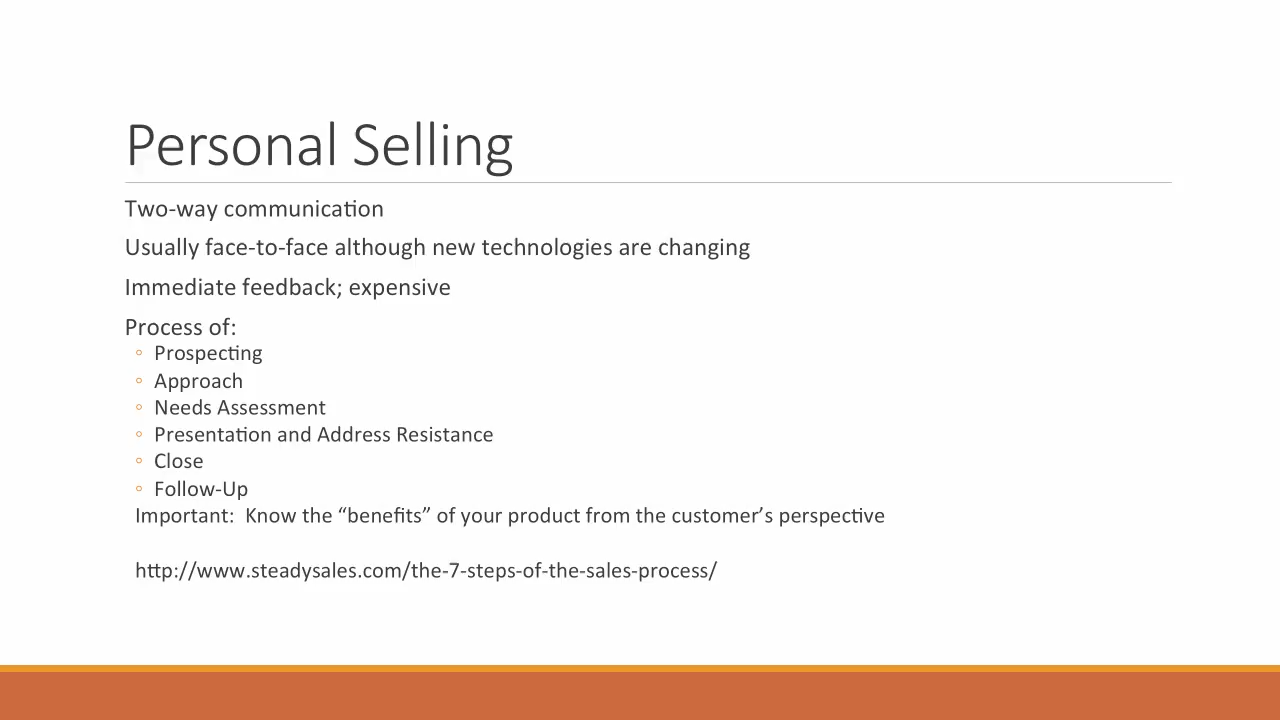 Personal Selling
Two-way communication
Usually face-to-face although new technologies are changing
Immediate feedback; expensive
Process of:
◦ Prospecting
◦ Approach
◦ Needs Assessment
◦ Presentation and Address Resistance
◦ Close
◦ Follow-Up
Important:  Know the “benefits” of your product from the customer’s perspective
http://www.steadysales.com/the-7-steps-of-the-sales-process/